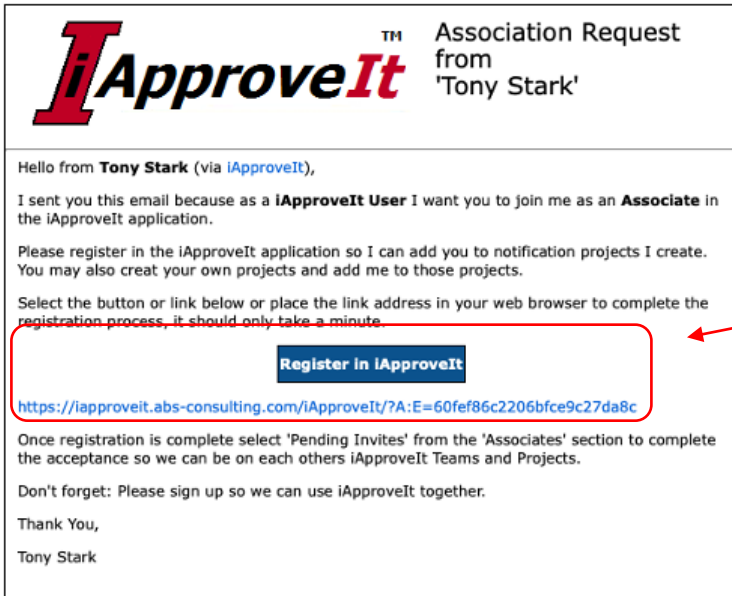 iApproveIt™
Association Request
from
'Tony Stark'
Hello from Tony Stark (via iApproveIt),
I sent you this email because as a iApproveIt User I want you to join me as an Associate in
the iApproveIt application.
Please register in the iApproveIt application so I can add you to notification projects I create.
You may also creat your own projects and add me to those projects.
Select the button or link below or place the link address in your web browser to complete the
registration process, it should only take a minute.
Register in iApproveIt
https://iapproveit.abs-consulting.com/iApproveIt/?A:E=60fef86c2206bfce9c27da8c
Once registration is complete select 'Pending Invites' from the 'Associates' section to complete
the acceptance so we can be on each others iApproveIt Teams and Projects.
Don't forget: Please sign up so we can use iApproveIt together.
Thank You,
Tony Stark